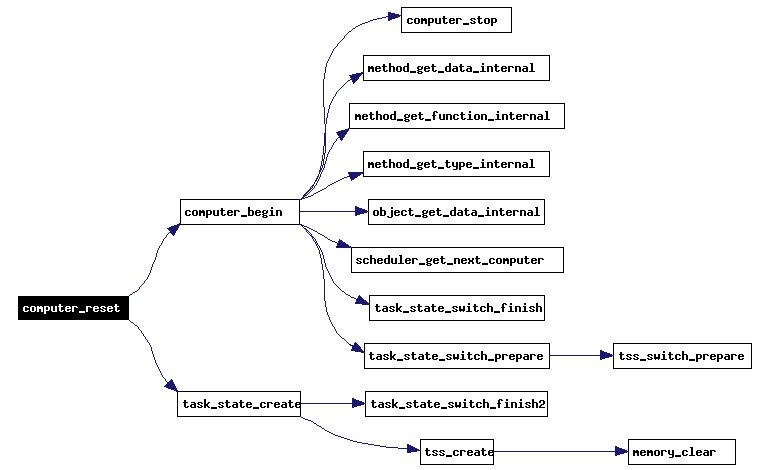 computer_stop
method_get_data_internal
method_get_function_internal
method_get_type_internal
computer_begin
object_get_data_internal
scheduler_get_next_computer
computer_reset
task_state_switch_finish
task_state_switch_prepare
tss_switch_prepare
task_state_create
task_state_switch_finish2
tss_create
memory_clear